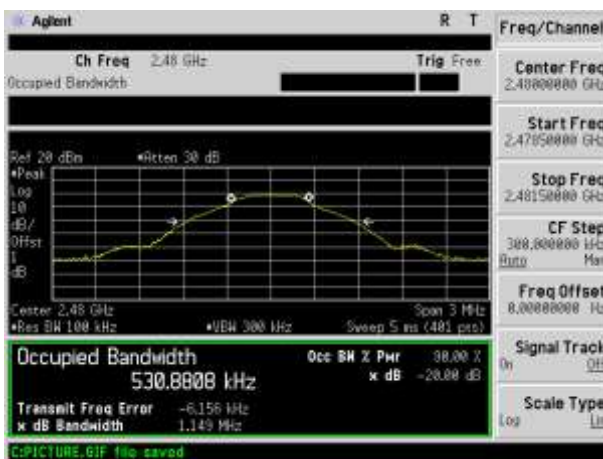 Agilent R T
Ch Freq 2.48 GHz Trig Free
Occupied Bandwidth
Ref 20 dBm #Atten 30 dB
#Peak
Log
10
dB/
Offst
1
dB
Center 2.48 GHz Span 3 MHz
#Res BW 100 kHz #VBW 300 kHz Sweep 5 ms (401 pts)
Occupied Bandwidth Occ BW % Pwr
530.8808 kHz x dB -20.00 dB
Transmit Freq Error -6.156 kHz
x dB Bandwidth 1.149 MHz
C:PICTURE.GIF file saved
Freq/Channel
Center Freq
2.48000000 GHz
Start Freq
2.47850000 GHz
Stop Freq
2.48150000 GHz
CF Step
300.000000 kHz
Auto Man
Freq Offset
0.00000000 Hz
Signal Track
On Off
Scale Type
Log Lin